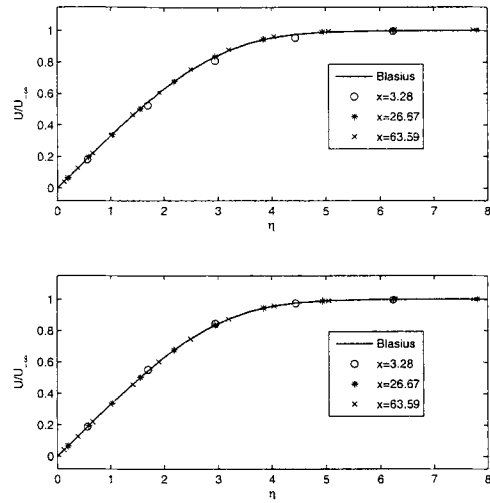 1
0.8
0.6
0.4
0.2
0
U/U_∞
0 1 2 3 4 5 6 7 8
η
Blasius
x=3.28
x=26.67
x=63.59
1
0.8
0.6
0.4
0.2
0
U/U_∞
0 1 2 3 4 5 6 7 8
η
Blasius
x=3.28
x=26.67
x=63.59